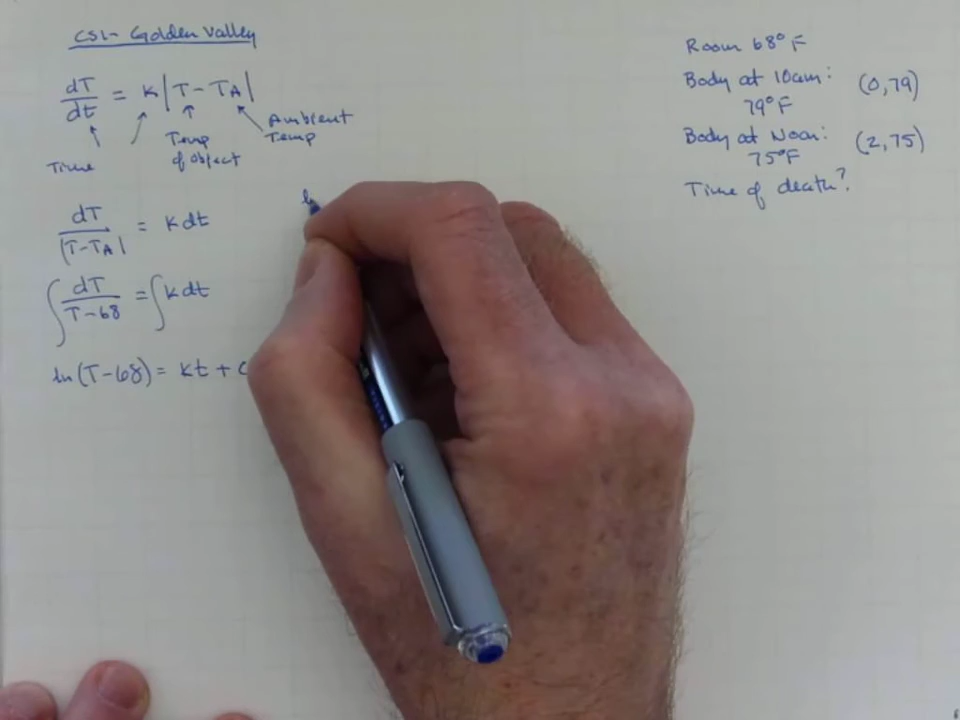 CSI- Golden Valley
dT/dt = k|T-TA|
Time
Temp of object
Ambient Temp
dT/|T-TA| = kdt
∫ dT/T-68 = ∫kdt
ln(T-68) = kt + C
Room 68°F
Body at 10am: (0,79)
79°F
Body at Noon: (2,75)
75°F
Time of death?